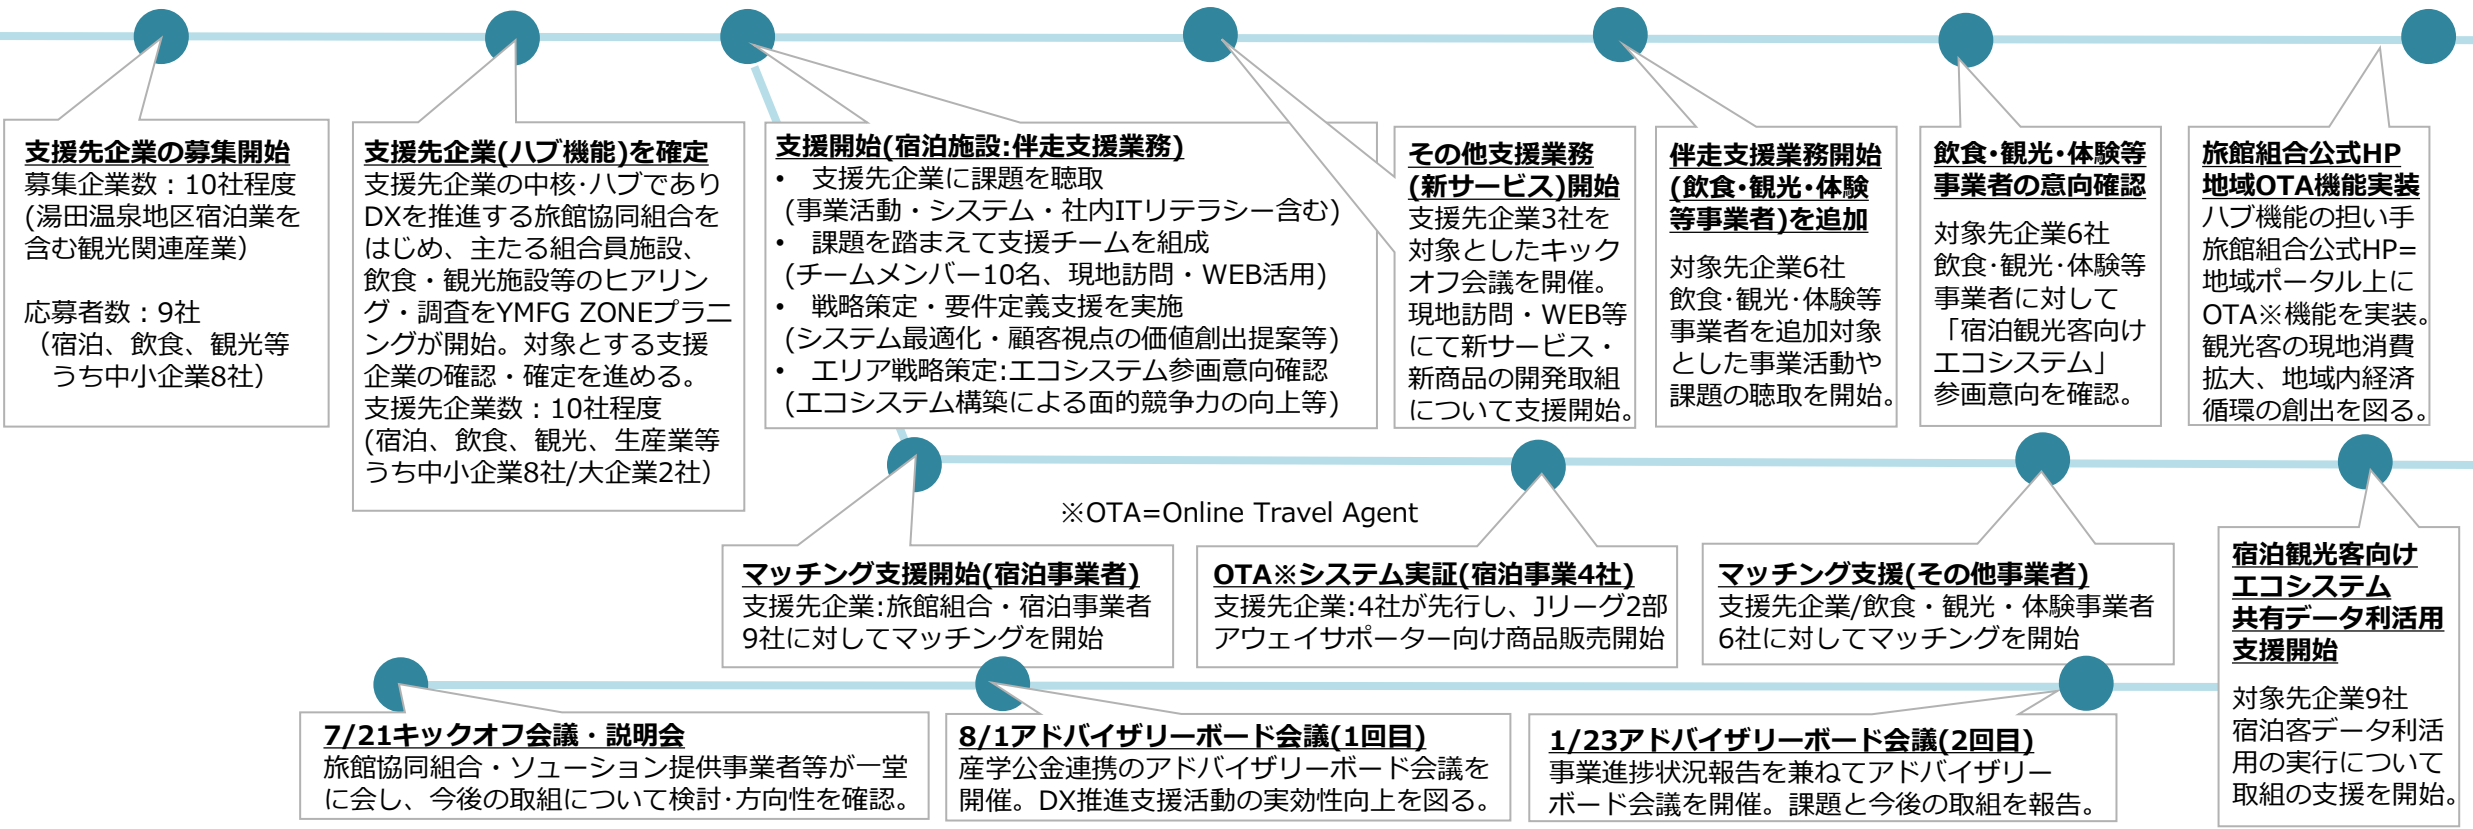 支援先企業の募集開始
募集企業数：10社程度
(湯田温泉地区宿泊業を
含む観光関連産業）
応募者数：9社
（宿泊、飲食、観光等
うち中小企業8社）
支援先企業(ハブ機能)を確定
支援先企業の中核･ハブであり
DXを推進する旅館協同組合を
はじめ、主たる組合員施設、
飲食・観光施設等のヒアリン
グ・調査をYMFG ZONEプラニ
ングが開始。対象とする支援
企業の確認・確定を進める。
支援先企業数：10社程度
(宿泊、飲食、観光、生産業等
うち中小企業8社/大企業2社）
支援開始(宿泊施設:伴走支援業務)
• 支援先企業に課題を聴取
(事業活動・システム・社内ITリテラシー含む)
• 課題を踏まえて支援チームを組成
(チームメンバー10名、現地訪問・WEB活用)
• 戦略策定・要件定義支援を実施
(システム最適化・顧客視点の価値創出提案等)
• エリア戦略策定:エコシステム参画意向確認
(エコシステム構築による面的競争力の向上等)
その他支援業務
(新サービス)開始
支援先企業3社を
対象としたキック
オフ会議を開催。
現地訪問・WEB等
にて新サービス・
新商品の開発取組
について支援開始。
伴走支援業務開始
(飲食･観光･体験
等事業者)を追加
対象先企業6社
飲食･観光･体験等
事業者を追加対象
とした事業活動や
課題の聴取を開始。
飲食･観光･体験等
事業者の意向確認
対象先企業6社
飲食･観光･体験等
事業者に対して
「宿泊観光客向け
エコシステム」
参画意向を確認。
旅館組合公式HP
地域OTA機能実装
ハブ機能の担い手
旅館組合公式HP=
地域ポータル上に
OTA※機能を実装。
観光客の現地消費
拡大、地域内経済
循環の創出を図る。
※OTA=Online Travel Agent
マッチング支援開始(宿泊事業者)
支援先企業:旅館組合・宿泊事業者
9社に対してマッチングを開始
OTA※システム実証(宿泊事業4社)
支援先企業:4社が先行し、Jリーグ2部
アウェイサポーター向け商品販売開始
マッチング支援(その他事業者)
支援先企業/飲食・観光・体験事業者
6社に対してマッチングを開始
宿泊観光客向け
エコシステム
共有データ利活用
支援開始
対象先企業9社
宿泊客データ利活
用の実行について
取組の支援を開始。
7/21キックオフ会議・説明会
旅館協同組合・ソューション提供事業者等が一堂
に会し、今後の取組について検討･方向性を確認。
8/1アドバイザリーボード会議(1回目)
産学公金連携のアドバイザリーボード会議を
開催。DX推進支援活動の実効性向上を図る。
1/23アドバイザリーボード会議(2回目)
事業進捗状況報告を兼ねてアドバイザリー
ボード会議を開催。課題と今後の取組を報告。